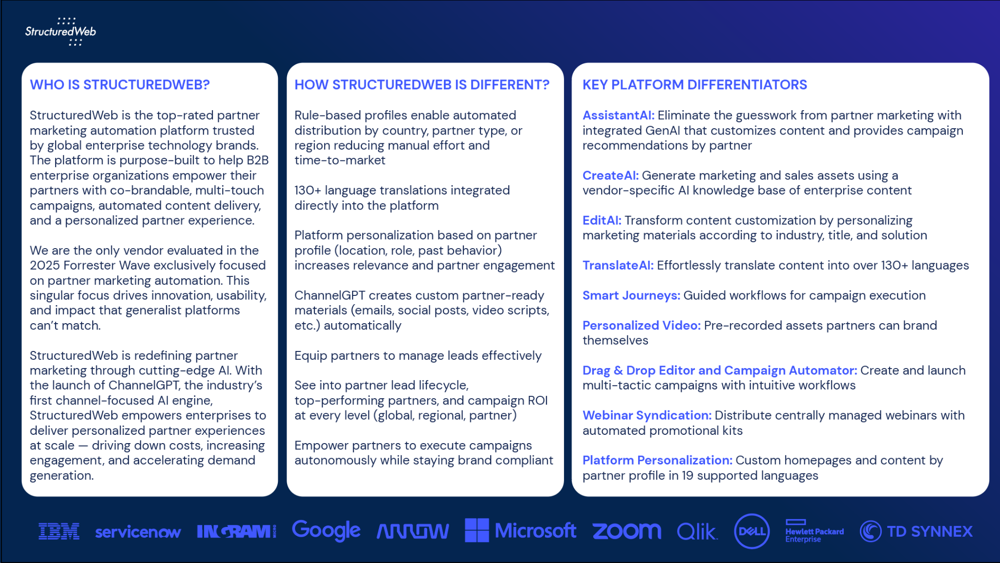 StructuredWeb
WHO IS STRUCTUREDWEB?
StructuredWeb is the top-rated partner
marketing automation platform trusted
by global enterprise technology brands.
The platform is purpose-built to help B2B
enterprise organizations empower their
partners with co-brandable, multi-touch
campaigns, automated content delivery,
and a personalized partner experience.
We are the only vendor evaluated in the
2025 Forrester Wave exclusively focused
on partner marketing automation. This
singular focus drives innovation, usability,
and impact that generalist platforms
can’t match.
StructuredWeb is redefining partner
marketing through cutting-edge AI. With
the launch of ChannelGPT, the industry’s
first channel-focused AI engine,
StructuredWeb empowers enterprises to
deliver personalized partner experiences
at scale — driving down costs, increasing
engagement, and accelerating demand
generation.
HOW STRUCTUREDWEB IS DIFFERENT?
Rule-based profiles enable automated
distribution by country, partner type, or
region reducing manual effort and
time-to-market
130+ language translations integrated
directly into the platform
Platform personalization based on partner
profile (location, role, past behavior)
increases relevance and partner engagement
ChannelGPT creates custom partner-ready
materials (emails, social posts, video scripts,
etc.) automatically
Equip partners to manage leads effectively
See into partner lead lifecycle,
top-performing partners, and campaign ROI
at every level (global, regional, partner)
Empower partners to execute campaigns
autonomously while staying brand compliant
KEY PLATFORM DIFFERENTIATORS
AssistantAI: Eliminate the guesswork from partner marketing with
integrated GenAI that customizes content and provides campaign
recommendations by partner
CreateAI: Generate marketing and sales assets using a
vendor-specific AI knowledge base of enterprise content
EditAI: Transform content customization by personalizing
marketing materials according to industry, title, and solution
TranslateAI: Effortlessly translate content into over 130+ languages
Smart Journeys: Guided workflows for campaign execution
Personalized Video: Pre-recorded assets partners can brand
themselves
Drag & Drop Editor and Campaign Automator: Create and launch
multi-tactic campaigns with intuitive workflows
Webinar Syndication: Distribute centrally managed webinars with
automated promotional kits
Platform Personalization: Custom homepages and content by
partner profile in 19 supported languages
IBM
servicenow
INGRAM MICRO
Google
ARROW
Microsoft
zoom
Qlik
DELL
Hewlett Packard
Enterprise
TD SYNNEX